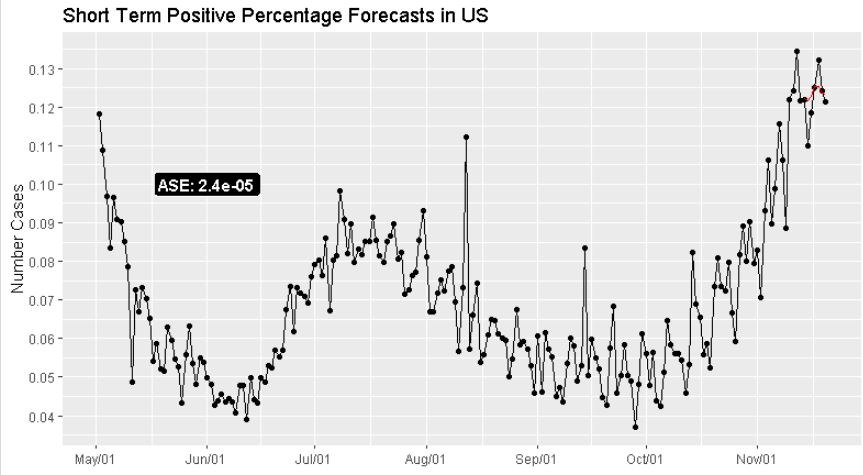 Short Term Positive Percentage Forecasts in US
Number Cases
0.13
0.12
0.11
0.10
0.09
0.08
0.07
0.06
0.05
0.04
ASE: 2.4e-05
May/01 Jun/01 Jul/01 Aug/01 Sep/01 Oct/01 Nov/01